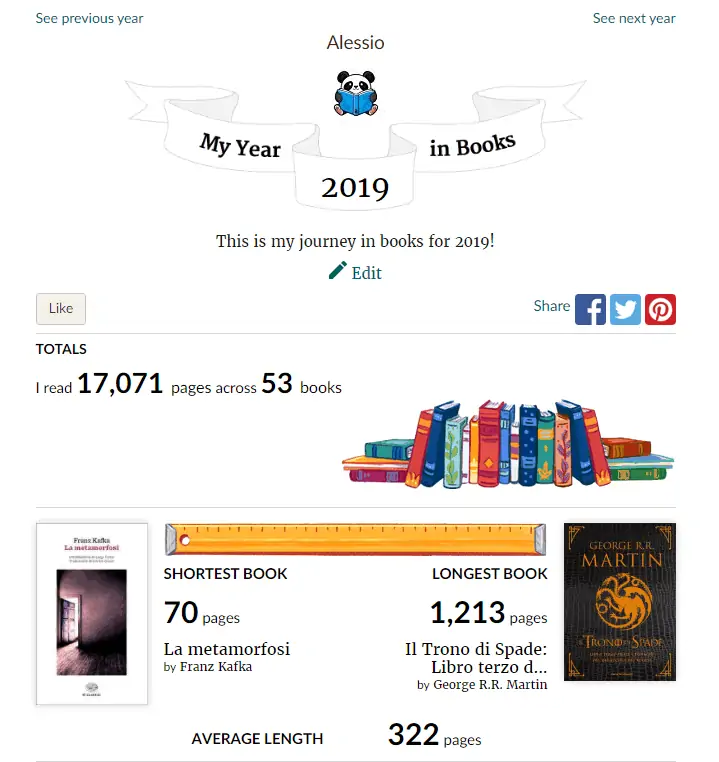 See previous year
See next year
Alessio
My Year
in Books
2019
This is my journey in books for 2019!
Edit
Like
Share
TOTALS
I read 17,071 pages across 53 books
Franz Kafka
La metamorfosi
SHORTEST BOOK
70 pages
La metamorfosi
by Franz Kafka
LONGEST BOOK
1,213 pages
Il Trono di Spade:
Libro terzo d...
by George R.R. Martin
GEORGE R.R.
MARTIN
IL TRONO DI SPADE
AVERAGE LENGTH
322 pages